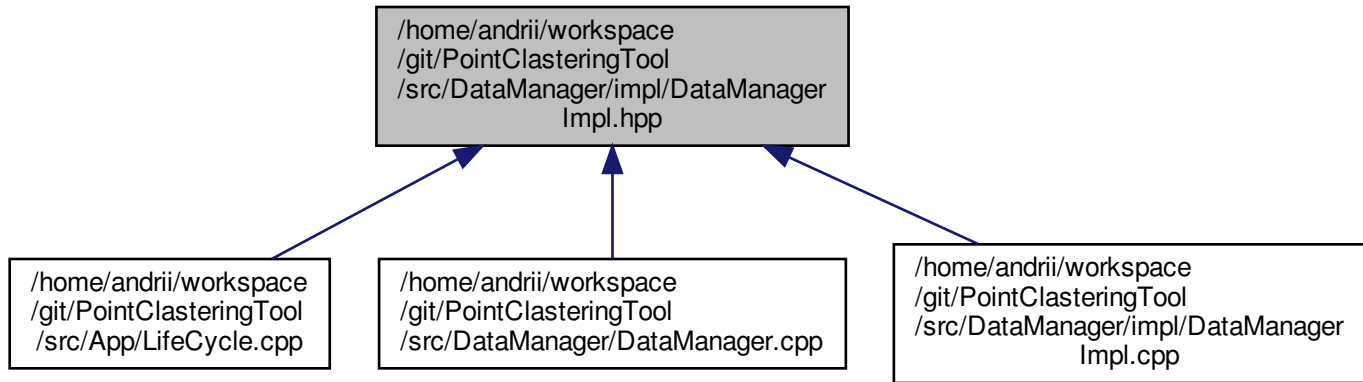 /home/andrii/workspace
/git/PointClasteringTool
/src/DataManager/impl/DataManager
Impl.hpp
/home/andrii/workspace
/git/PointClasteringTool
/src/App/LifeCycle.cpp
/home/andrii/workspace
/git/PointClasteringTool
/src/DataManager/DataManager.cpp
/home/andrii/workspace
/git/PointClasteringTool
/src/DataManager/impl/DataManager
Impl.cpp